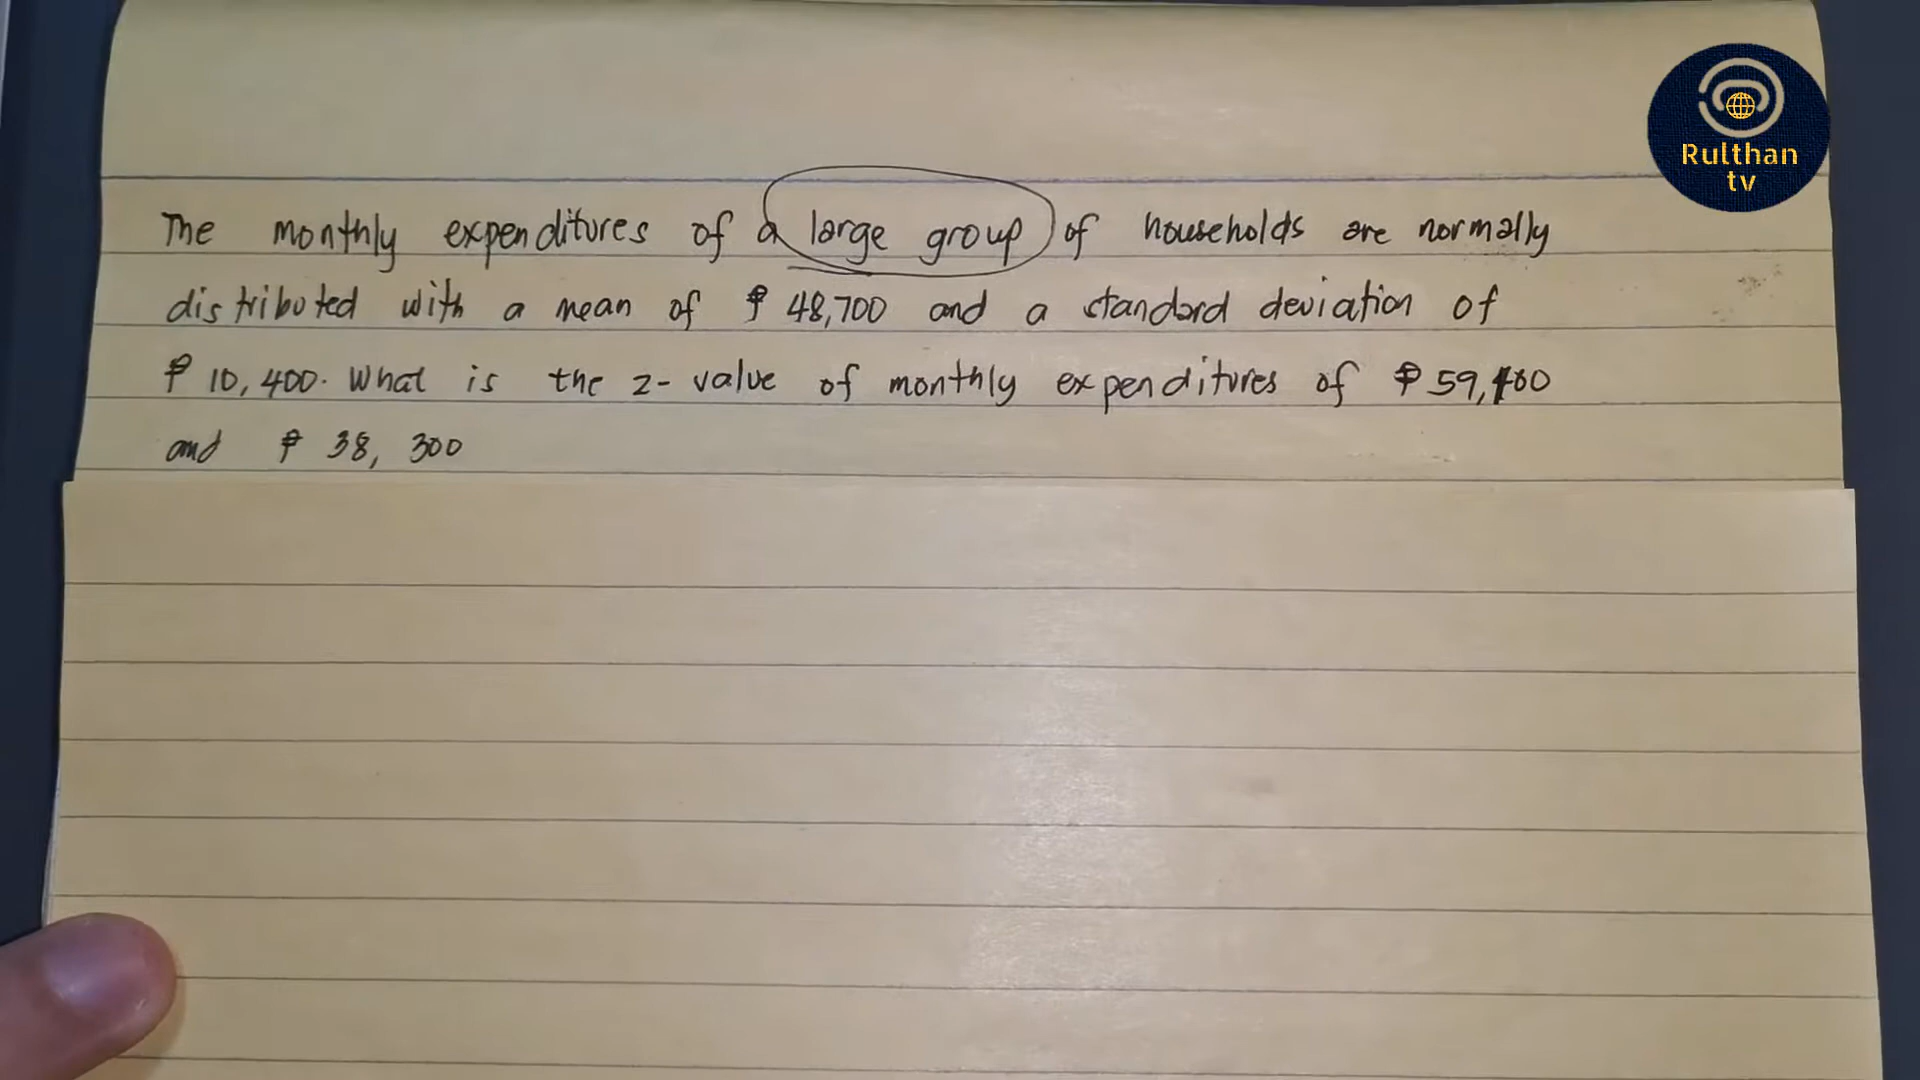 The monthly expenditures of a large group of households are normally
distributed with a mean of ₱ 48,700 and a standard deviation of
₱ 10,400. What is the z-value of monthly expenditures of ₱ 59,100
and ₱ 38, 300
Rulthan
tv